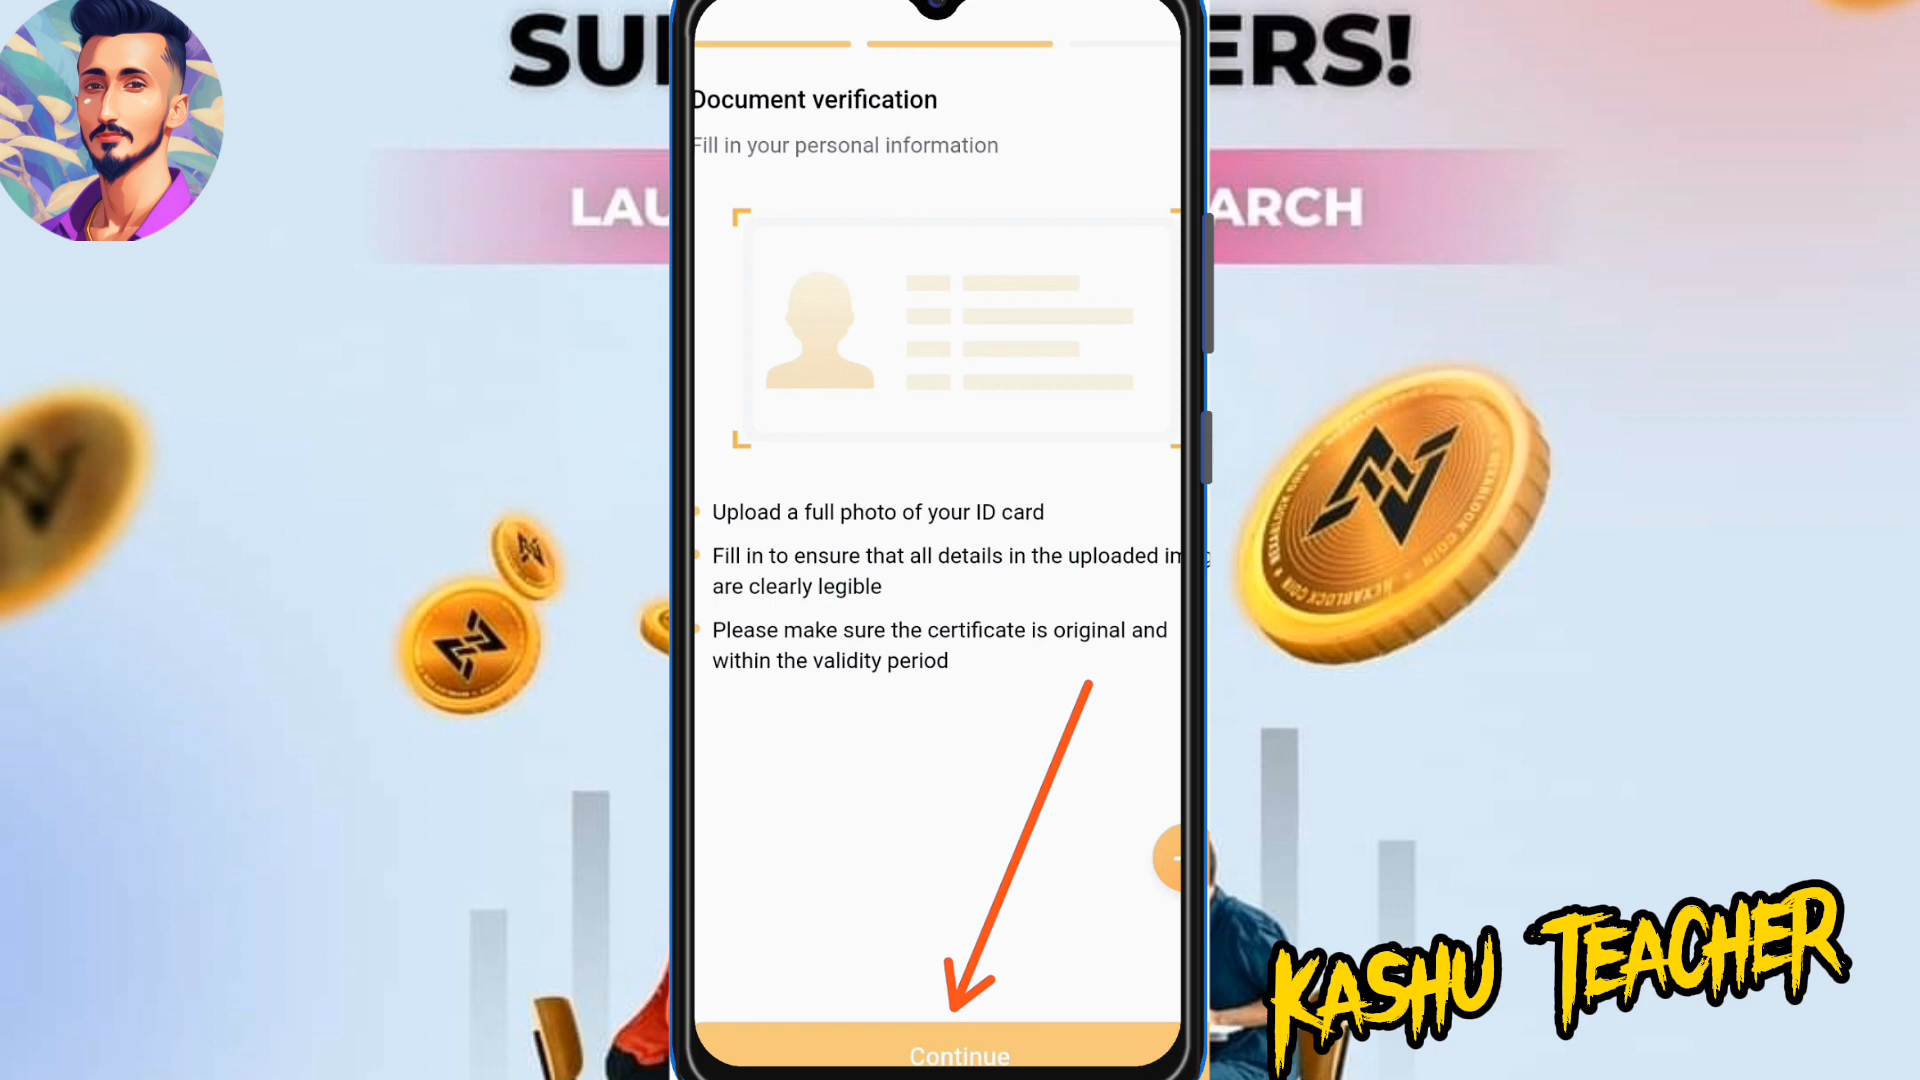 SU
ERS!
LAU
ARCH
Document verification
Fill in your personal information
Upload a full photo of your ID card
Fill in to ensure that all details in the uploaded
are clearly legible
Please make sure the certificate is original and
within the validity period
Continue
NEXABLOCK COIN
KASHU TEACHER